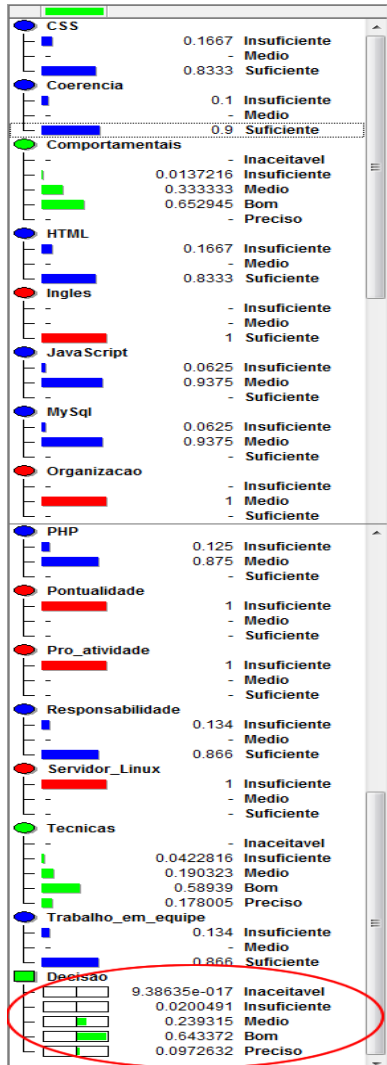 CSS
0.1667 Insuficiente
- - Medio
0.8333 Suficiente
Coerencia
0.1 Insuficiente
- - Medio
0.9 Suficiente
Comportamentais
- - Inaceitavel
0.0137216 Insuficiente
0.333333 Medio
0.652945 Bom
- - Preciso
HTML
0.1667 Insuficiente
- - Medio
0.8333 Suficiente
Ingles
- - Insuficiente
- - Medio
1 Suficiente
JavaScript
0.0625 Insuficiente
0.9375 Medio
- - Suficiente
MySql
0.0625 Insuficiente
0.9375 Medio
- - Suficiente
Organizacao
- - Insuficiente
1 Medio
- - Suficiente
PHP
0.125 Insuficiente
0.875 Medio
- - Suficiente
Pontualidade
1 Insuficiente
- - Medio
- - Suficiente
Pro_atividade
1 Insuficiente
- - Medio
- - Suficiente
Responsabilidade
0.134 Insuficiente
- - Medio
0.866 Suficiente
Servidor_Linux
1 Insuficiente
- - Medio
- - Suficiente
Tecnicas
- - Inaceitavel
0.0422816 Insuficiente
0.190323 Medio
0.58939 Bom
0.178005 Preciso
Trabalho_em_equipe
0.134 Insuficiente
- - Medio
0.866 Suficiente
Decisão
9.38635e-017 Inaceitavel
0.0200491 Insuficiente
0.239315 Medio
0.643372 Bom
0.0972632 Preciso